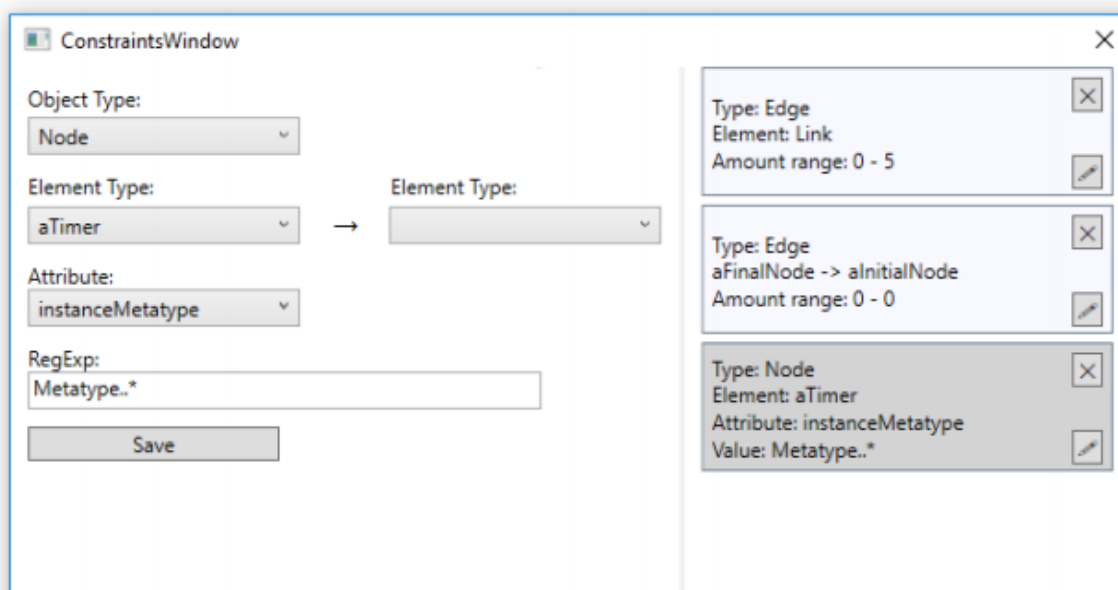 ConstraintsWindow
Object Type:
Node
Element Type:
Element Type:
aTimer
→
Attribute:
instanceMetatype
RegExp:
Metatype..*
Save
Type: Edge
Element: Link
Amount range: 0 - 5
Type: Edge
aFinalNode -> aInitialNode
Amount range: 0 - 0
Type: Node
Element: aTimer
Attribute: instanceMetatype
Value: Metatype..*